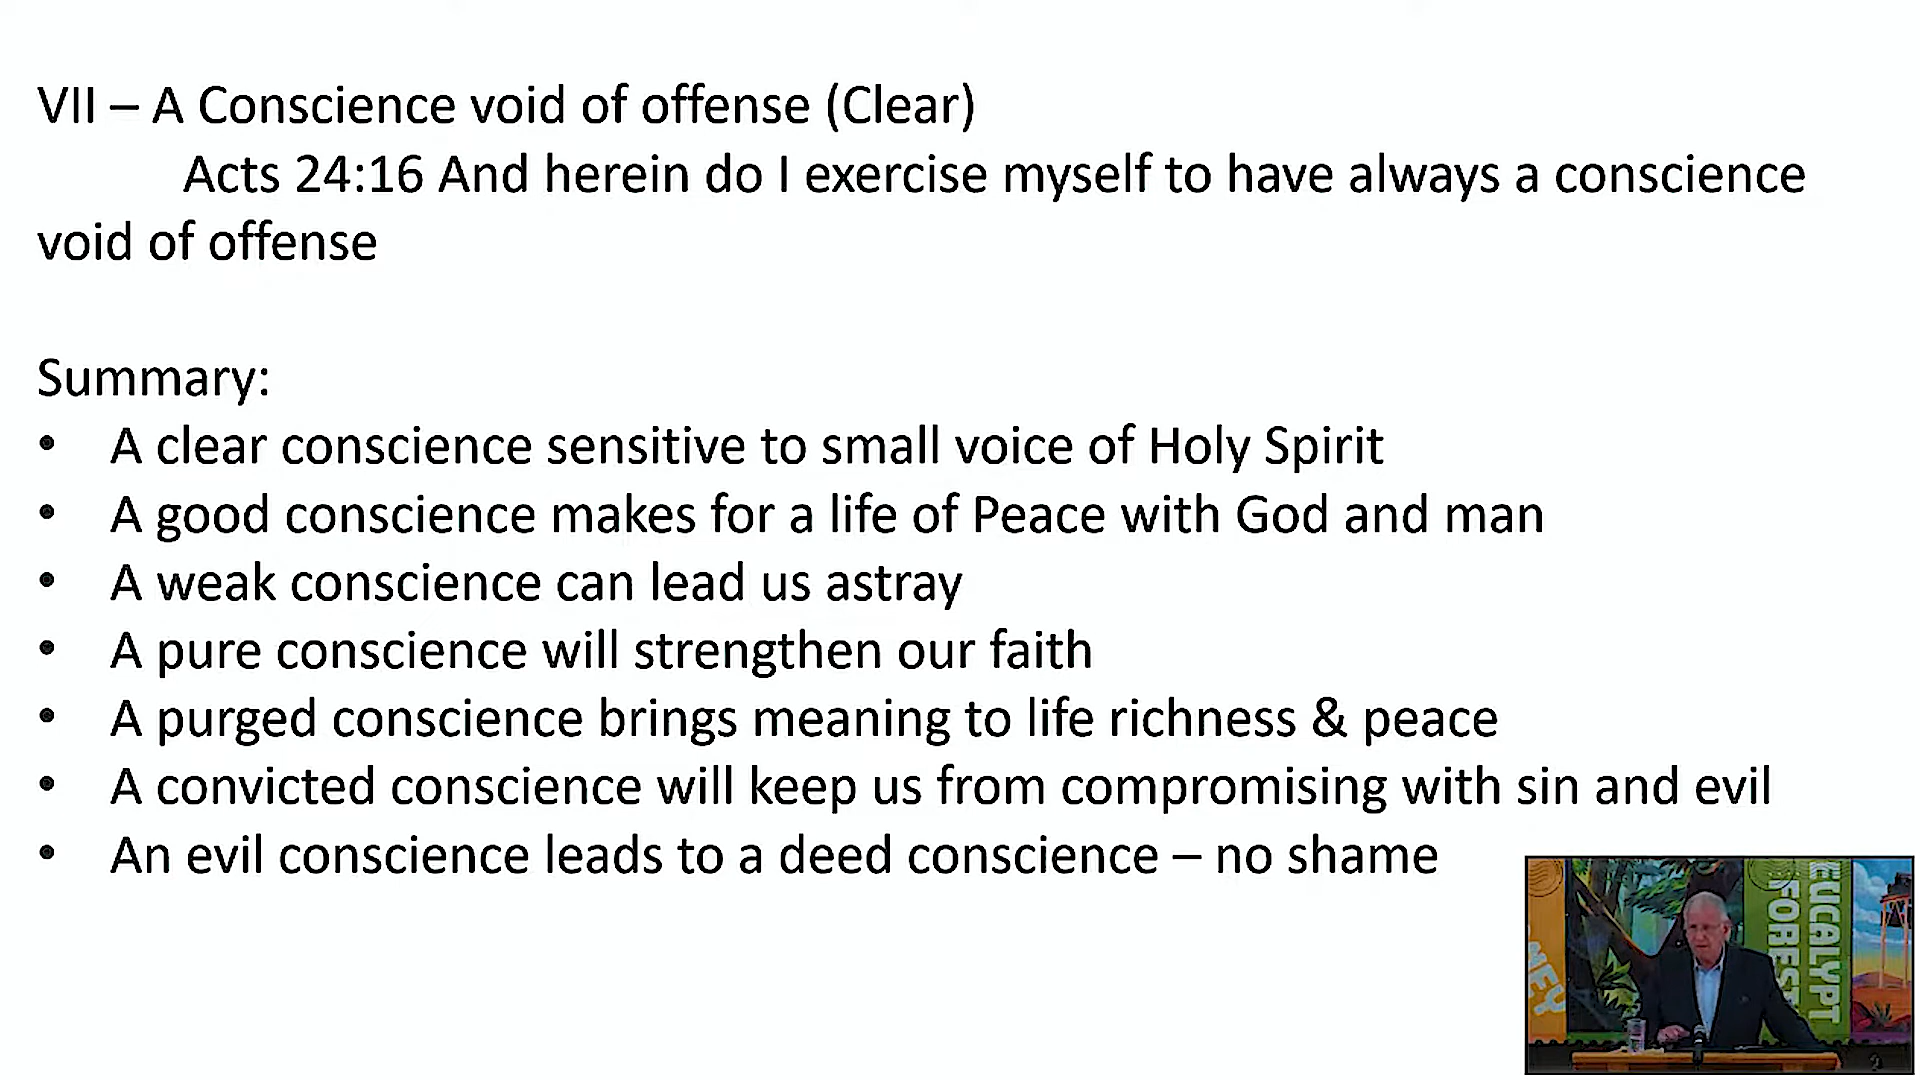 VII – A Conscience void of offense (Clear)
Acts 24:16 And herein do I exercise myself to have always a conscience
void of offense
Summary:
• A clear conscience sensitive to small voice of Holy Spirit
• A good conscience makes for a life of Peace with God and man
• A weak conscience can lead us astray
• A pure conscience will strengthen our faith
• A purged conscience brings meaning to life richness & peace
• A convicted conscience will keep us from compromising with sin and evil
• An evil conscience leads to a deed conscience – no shame
EUCALYPT
FOREST